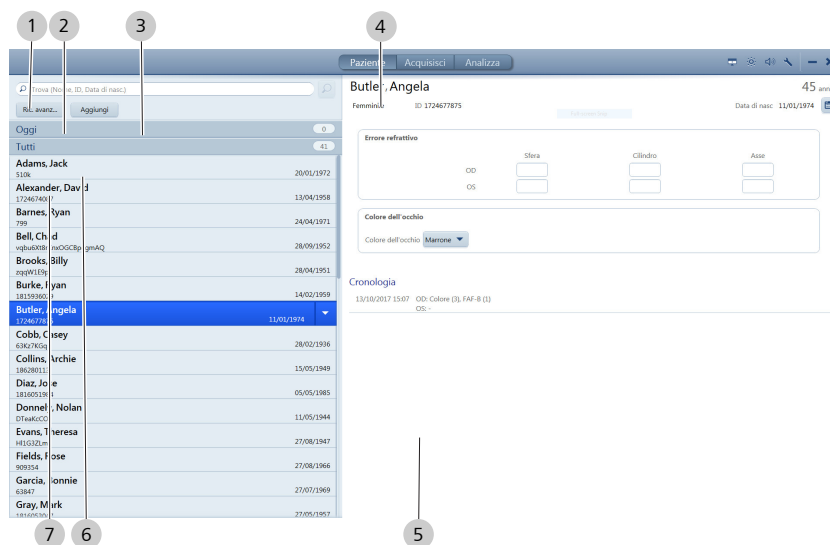 1 2 3 4
Paziente Acquisisci Analizza
Trova (Nome, ID, Data di nasc.)
Ric. avanz... Aggiungi
Oggi 0
Tutti 41
Adams, Jack
510k 20/01/1972
Alexander, David
13/04/1958
Barnes, Ryan
799 24/04/1971
Bell, Chad
28/09/1952
Brooks, Billy
28/04/1951
Burke, Ryan
14/02/1959
Butler, Angela
11/01/1974
Cobb, Casey
28/02/1936
Collins, Archie
15/05/1949
Diaz, Jose
05/05/1985
Donnely, Nolan
11/05/1944
Evans, Theresa
27/08/1947
Fields, Rose
909354 27/08/1966
Garcia, Bonnie
63847 27/07/1969
Gray, Mark
27/05/1957
Butler, Angela 45
Femminile ID 1724677875 Data di nasc 11/01/1974
Errore refrattivo
Sfera Cilindro Asse
OD
OS
Colore dell'occhio
Colore dell'occhio Marrone
Cronologia
13/10/2017 15:07 OD: Colore (3), FAF-B (1)
OS: -
7 6 5